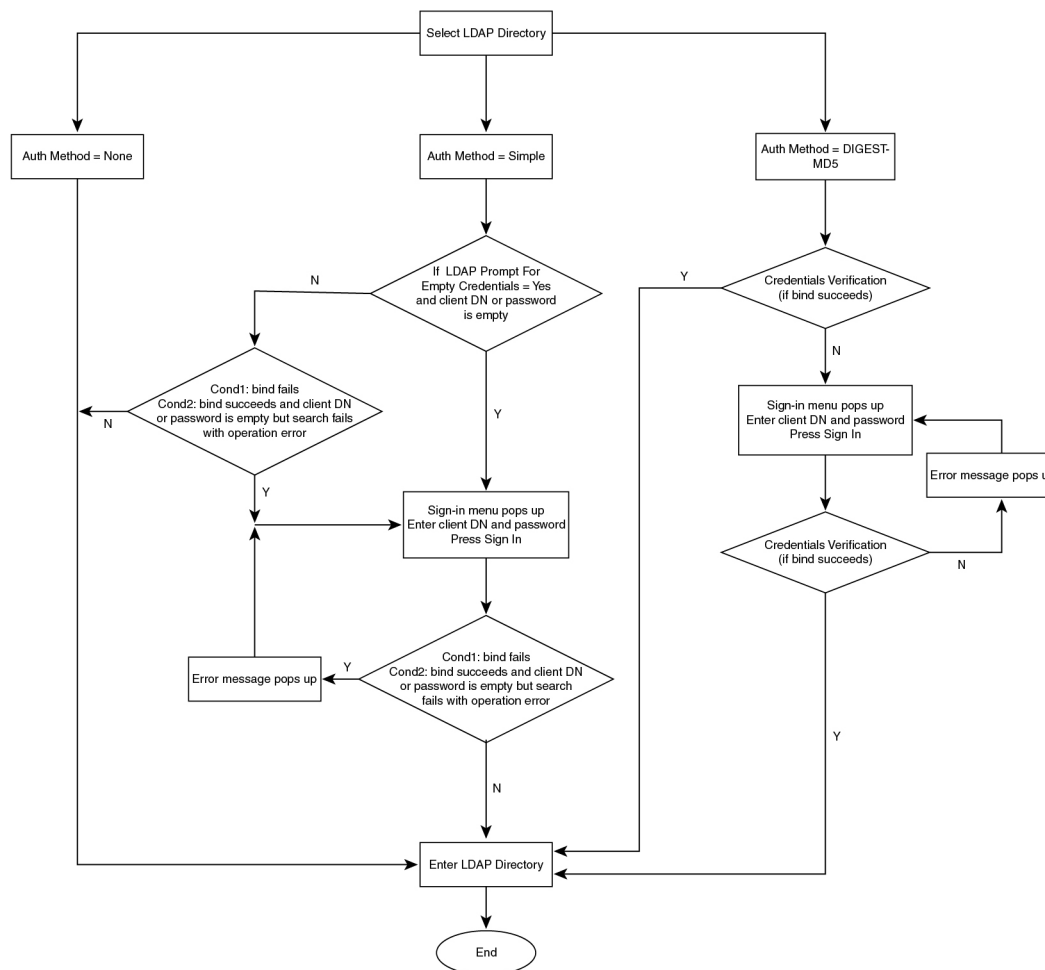 Select LDAP Directory
Auth Method = None
Auth Method = Simple
Auth Method = DIGEST-
MD5
If LDAP Prompt For
Empty Credentials = Yes
and client DN or password
is empty
N
Y
Credentials Verification
(if bind succeeds)
Y
N
Cond1: bind fails
Cond2: bind succeeds and client DN
or password is empty but search fails
with operation error
N
Y
Sign-in menu pops up
Enter client DN and password
Press Sign In
Error message pops u
Sign-in menu pops up
Enter client DN and password
Press Sign In
Credentials Verification
(if bind succeeds)
N
Y
Error message pops up
Y
Cond1: bind fails
Cond2: bind succeeds and client DN
or password is empty but search
fails with operation error
N
Enter LDAP Directory
End